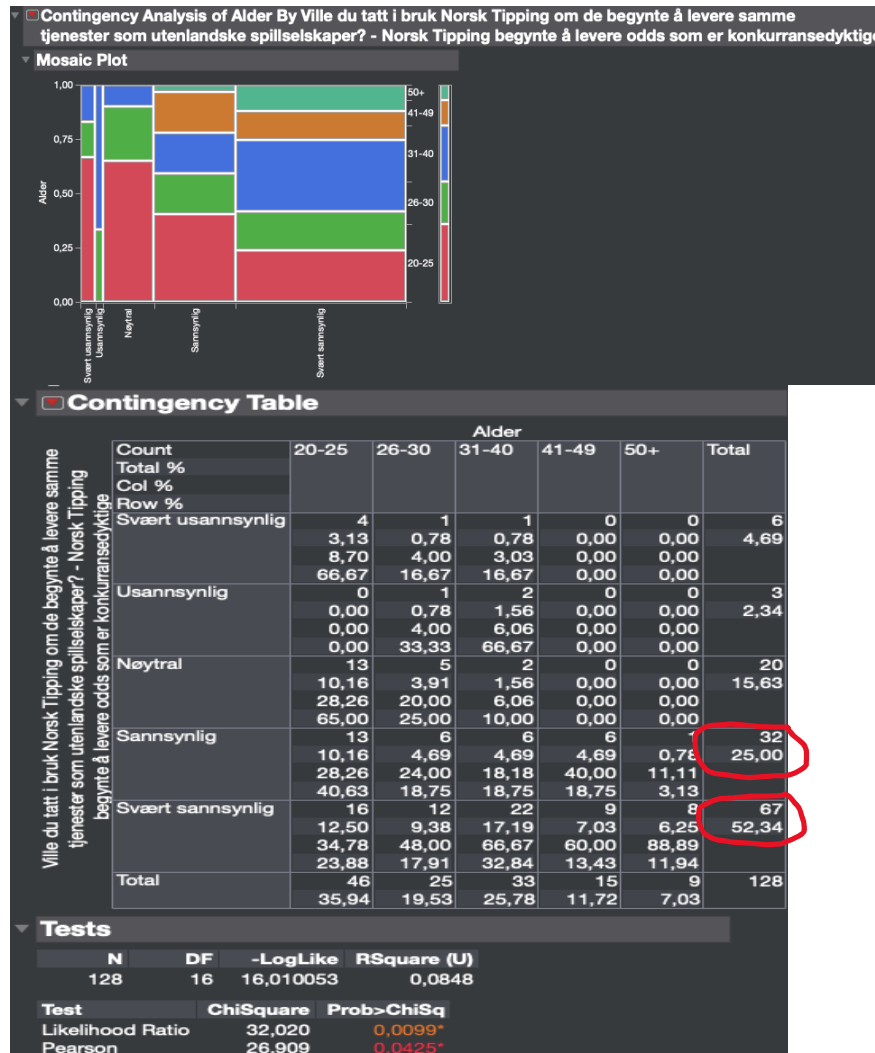 Contingency Analysis of Alder By Ville du tatt i bruk Norsk Tipping om de begynte å levere samme
tjenester som utenlandske spillselskaper? - Norsk Tipping begynte å levere odds som er konkurransedyktige
Mosaic Plot
1,00
0,75
0,50
0,25
0,00
Alder
50+
41-49
31-40
26-30
20-25
Svært usannsynlig
Usannsynlig
Nøytral
Sannsynlig
Svært sannsynlig
Contingency Table
Ville du tatt i bruk Norsk Tipping om de begynte å levere samme
tjenester som utenlandske spillselskaper? - Norsk Tipping
begynte å levere odds som er konkurransedyktige
Alder
Count 20-25 26-30 31-40 41-49 50+ Total
Total %
Col %
Row %
Svært usannsynlig 4 1 1 0 0 6
3,13 0,78 0,78 0,00 0,00 4,69
8,70 4,00 3,03 0,00 0,00
66,67 16,67 16,67 0,00 0,00
Usannsynlig 0 1 2 0 0 3
0,00 0,78 1,56 0,00 0,00 2,34
0,00 4,00 6,06 0,00 0,00
0,00 33,33 66,67 0,00 0,00
Nøytral 13 5 2 0 0 20
10,16 3,91 1,56 0,00 0,00 15,63
28,26 20,00 6,06 0,00 0,00
65,00 25,00 10,00 0,00 0,00
Sannsynlig 13 6 6 6 1 32
10,16 4,69 4,69 4,69 0,78 25,00
28,26 24,00 18,18 40,00 11,11
40,63 18,75 18,75 18,75 3,13
Svært sannsynlig 16 12 22 9 8 67
12,50 9,38 17,19 7,03 6,25 52,34
34,78 48,00 66,67 60,00 88,89
23,88 17,91 32,84 13,43 11,94
Total 46 25 33 15 9 128
35,94 19,53 25,78 11,72 7,03
Tests
N DF -LogLike RSquare (U)
128 16 16,010053 0,0848
Test ChiSquare Prob>ChiSq
Likelihood Ratio 32,020 0,0099*
Pearson 26,909 0,0425*